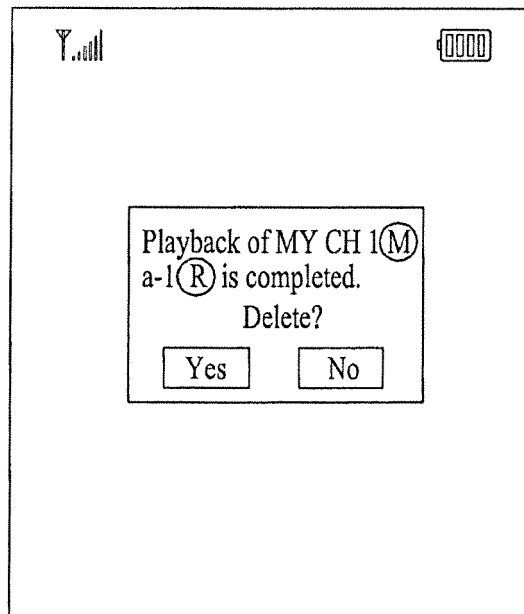 Playback of MY CH 1Ⓜ
a-1Ⓡ is completed.
Delete?
Yes No